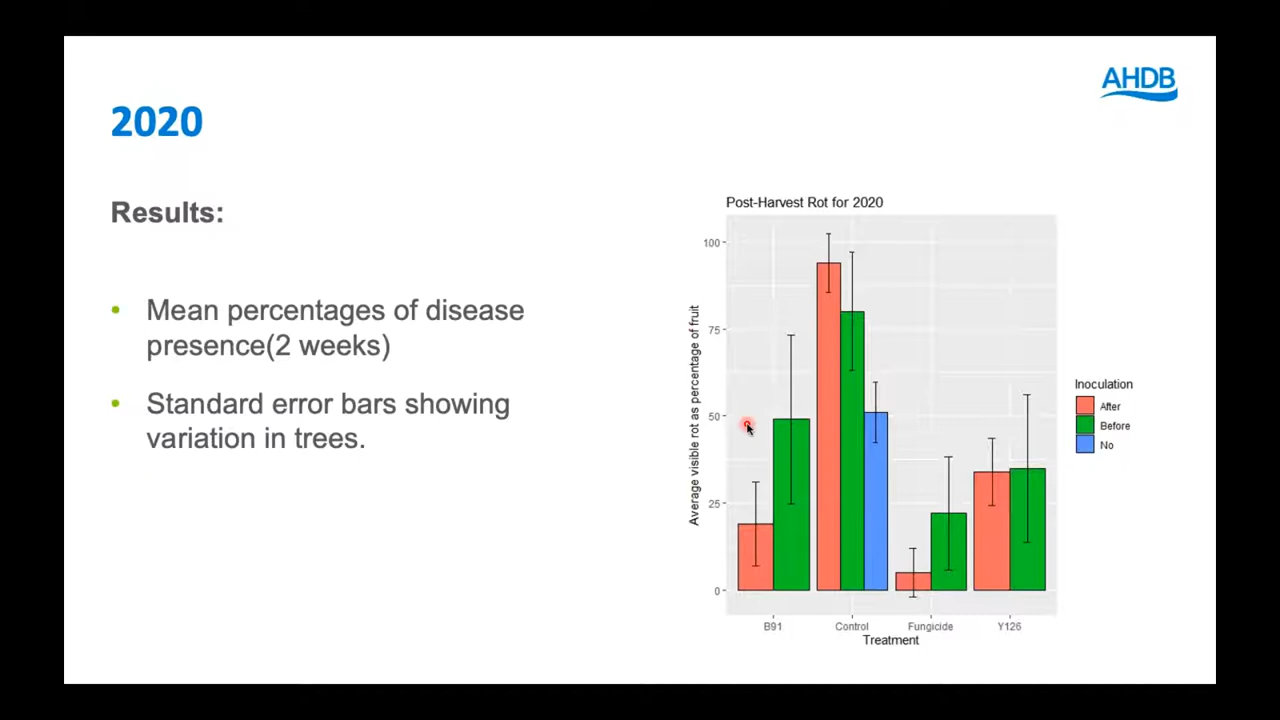 AHDB
2020
Results:
• Mean percentages of disease
presence(2 weeks)
• Standard error bars showing
variation in trees.
Post-Harvest Rot for 2020
Average visible rot as percentage of fruit
100
75
50
25
0
B91 Control Fungicide Y126
Treatment
Inoculation
After
Before
No